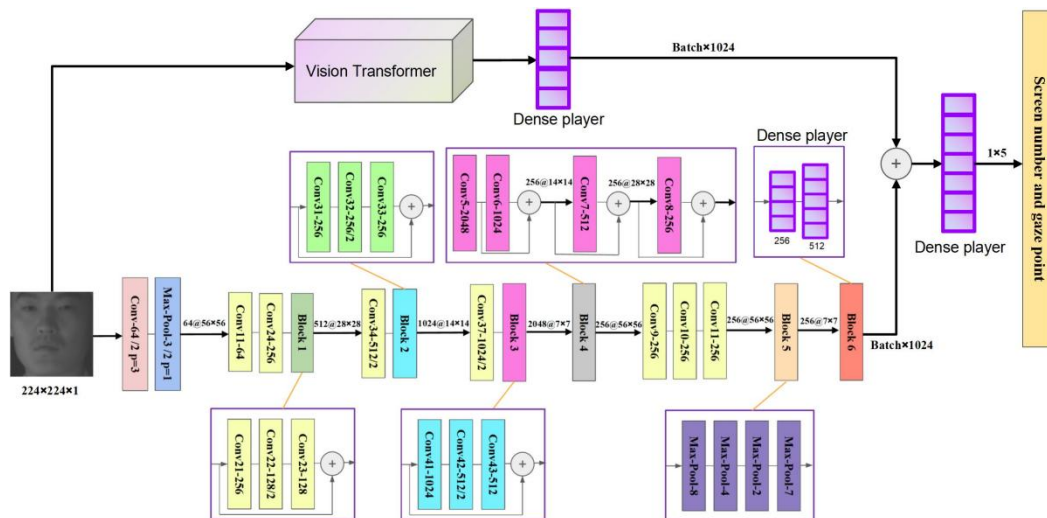 Vision Transformer
Dense player
Batch×1024
Screen number and gaze point
Conv31-256
Conv32-256/2
Conv33-256
+
Conv5-2048
Conv6-1024
256@14×14
+
Conv7-512
256@28×28
+
Conv8-256
+
Dense player
256
512
+
1×5
Dense player
224×224×1
Conv-64 /2 p=3
Max-Pool-3 /2 p=1
64@56×56
Conv11-64
Conv24-256
Block 1
512@28×28
Conv34-512/2
Block 2
1024@14×14
Conv37-1024/2
Block 3
2048@7×7
Block 4
256@56×56
Conv9-256
Conv10-256
Conv11-256
256@56×56
Block 5
256@7×7
Block 6
Batch×1024
Conv21-256
Conv22-128/2
Conv23-128
+
Conv41-1024
Conv42-512/2
Conv43-512
+
Max-Pool-8
Max-Pool-4
Max-Pool-2
Max-Pool-7